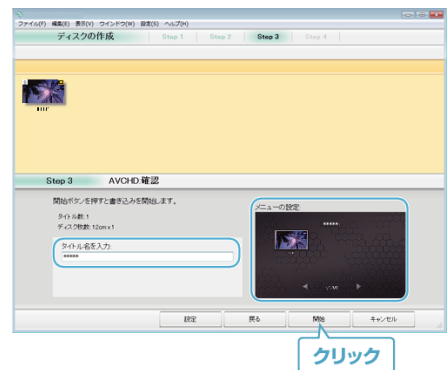 ファイル(F) 編集(E) 表示(V) ウインドウ(W) 設定(S) ヘルプ(H)
ディスクの作成 Step 1 Step 2 Step 3 Step 4
Step 3 AVCHD:確認
開始ボタンを押すと書き込みを開始します。
タイトル数: 1
ディスク枚数: 12cm x 1
タイトル名を入力:
*****
メニューの設定:
*****
設定 戻る 開始 キャンセル
クリック